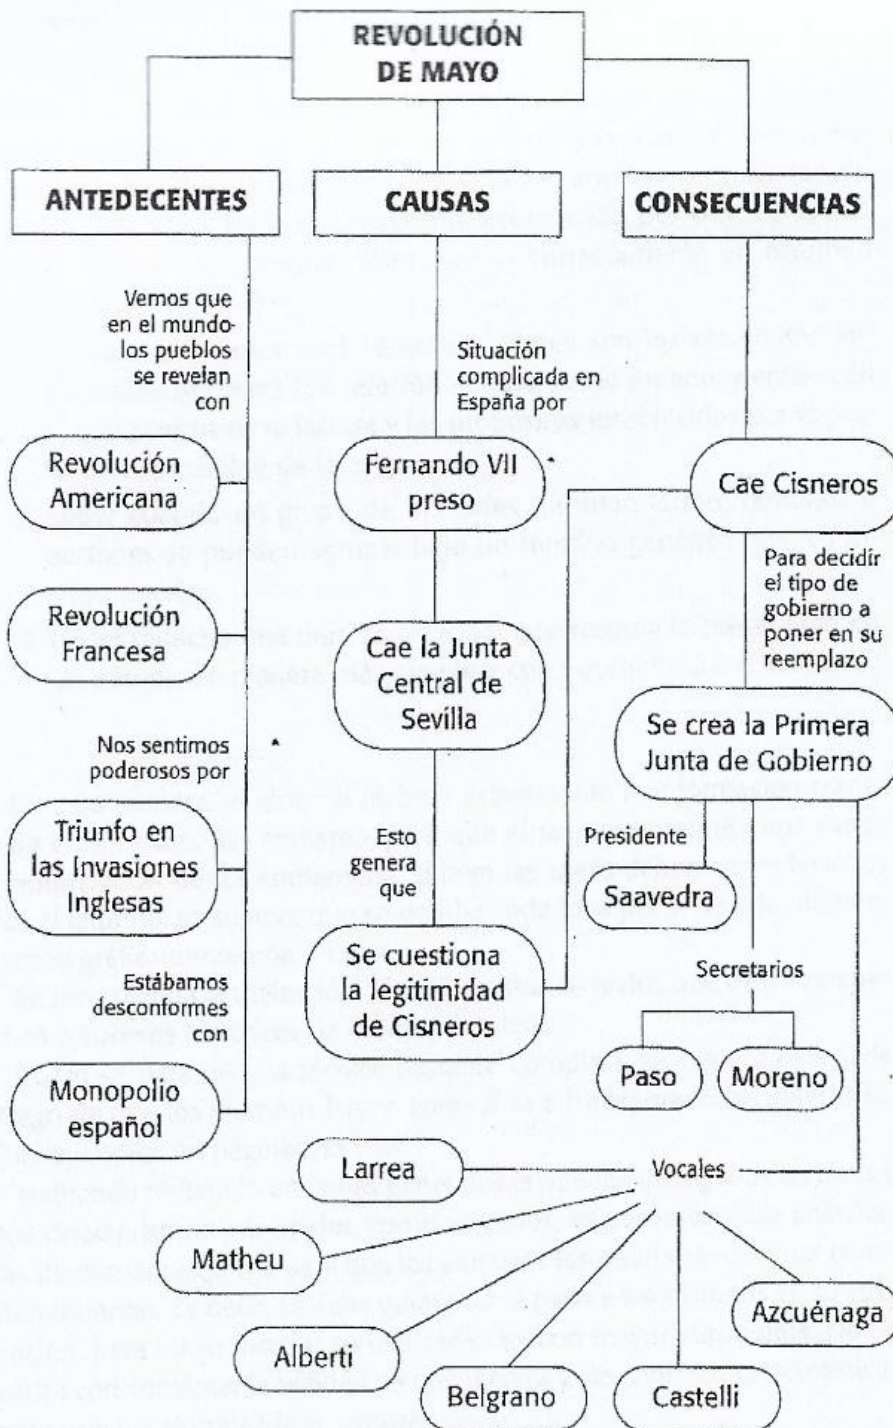 REVOLUCIÓN
DE MAYO
ANTEDECENTES
CAUSAS
CONSECUENCIAS
Vemos que
en el mundo
los pueblos
se revelan
con
Revolución
Americana
Revolución
Francesa
Nos sentimos
poderosos por
Triunfo en
las Invasiones
Inglesas
Estábamos
desconformes
con
Monopolio
español
Situación
complicada en
España por
Fernando VII
preso
Cae la Junta
Central de
Sevilla
Esto
genera
que
Se cuestiona
la legitimidad
de Cisneros
Cae Cisneros
Para decidir
el tipo de
gobierno a
poner en su
reemplazo
Se crea la Primera
Junta de Gobierno
Presidente
Saavedra
Secretarios
Paso
Moreno
Vocales
Larrea
Matheu
Alberti
Belgrano
Castelli
Azcuénaga